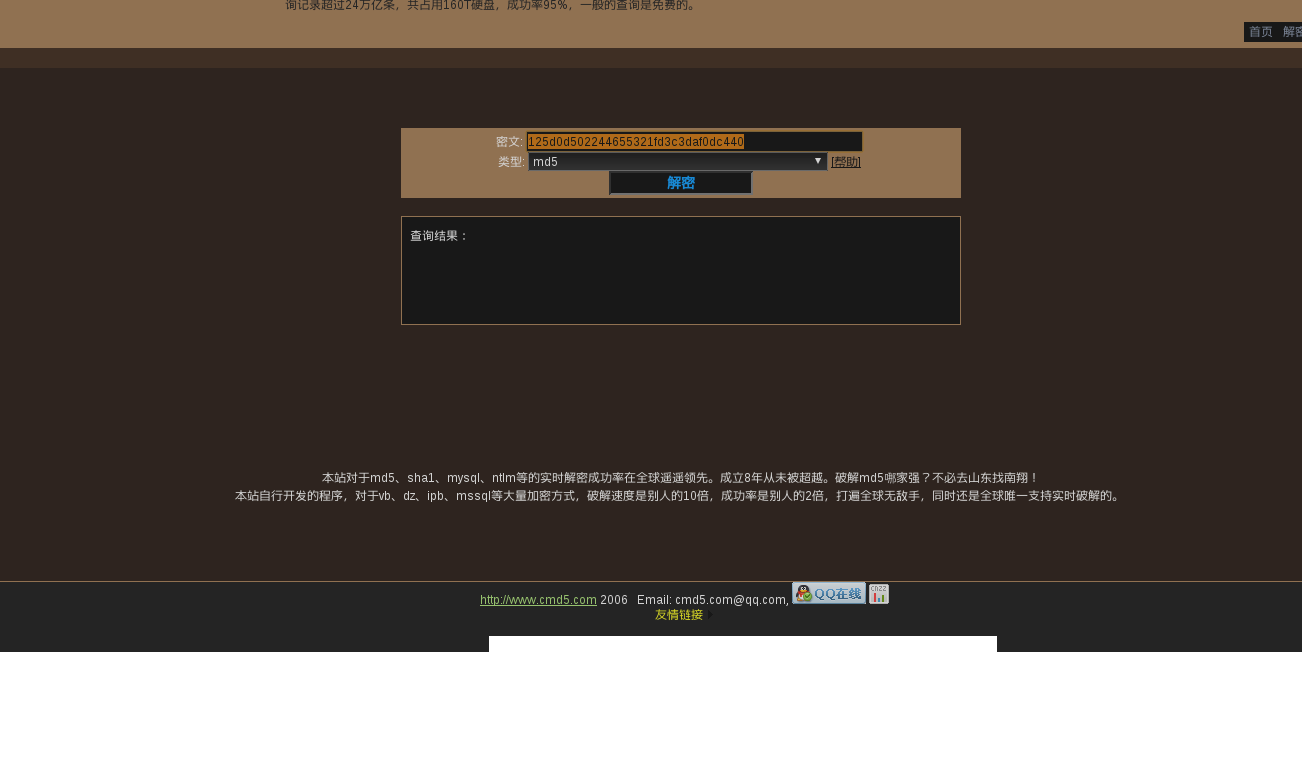 询记录超过24万亿条，共占用160T硬盘，成功率95%，一般的查询是免费的。
首页 解密
密文: 125d0d502244655321fd3c3daf0dc440
类型: md5 ▼ [帮助]
解密
查询结果：
本站对于md5、sha1、mysql、ntlm等的实时解密成功率在全球遥遥领先。成立8年从未被超越。破解md5哪家强？不必去山东找南翔！
本站自行开发的程序，对于vb、dz、ipb、mssql等大量加密方式，破解速度是别人的10倍，成功率是别人的2倍，打遍全球无敌手，同时还是全球唯一支持实时破解的。
http://www.cmd5.com 2006 Email: cmd5.com@qq.com, QQ在线 CNZZ
友情链接